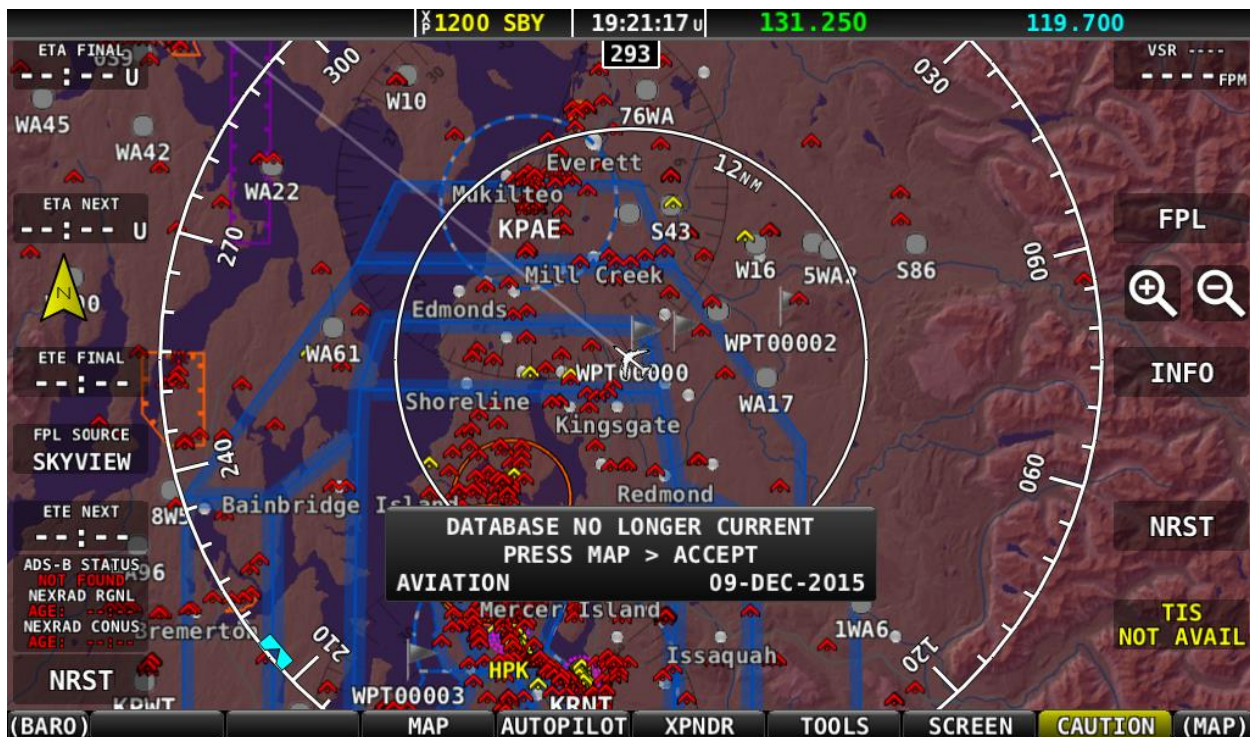 XP 1200 SBY 19:21:17 U 131.250 119.700
293
ETA FINAL
--:-- U
VSR ----
---- FPM
300
030
W10
76WA
WA45
WA42
WA22
Everett
12NM
Mukilteo
ETA NEXT
--:-- U
KPAE
S43
FPL
270
060
W16
5WA2
S86
Mill Creek
N
Edmonds
WPT00002
WA61
ETE FINAL
--:--
WPT00000
INFO
Shoreline
WA17
Kingsgate
FPL SOURCE
SKYVIEW
240
090
Redmond
8W5
Bainbridge Island
ETE NEXT
--:--
DATABASE NO LONGER CURRENT
PRESS MAP > ACCEPT
AVIATION 09-DEC-2015
NRST
ADS-B STATUS
NOT FOUND
NEXRAD RGNL
AGE: --:--
NEXRAD CONUS
AGE: --:--
96
Mercer Island
Bremerton
210
1WA6
120
TIS
NOT AVAIL
Issaquah
HPK
NRST
WPT00003
KRNT
KPWT
(BARO) MAP AUTOPILOT XPNDR TOOLS SCREEN CAUTION (MAP)